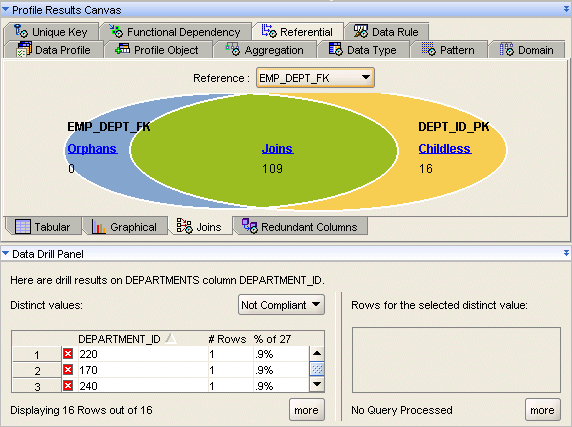 Profile Results Canvas
Unique Key Functional Dependency Referential Data Rule
Data Profile Profile Object Aggregation Data Type Pattern Domain
Reference : EMP_DEPT_FK
EMP_DEPT_FK DEPT_ID_PK
Orphans Joins Childless
0 109 16
Tabular Graphical Joins Redundant Columns
Data Drill Panel
Here are drill results on DEPARTMENTS column DEPARTMENT_ID.
Distinct values: Not Compliant Rows for the selected distinct value:
DEPARTMENT_ID # Rows % of 27
1 220 1 .9%
2 170 1 .9%
3 240 1 .9%
Displaying 16 Rows out of 16 more No Query Processed more